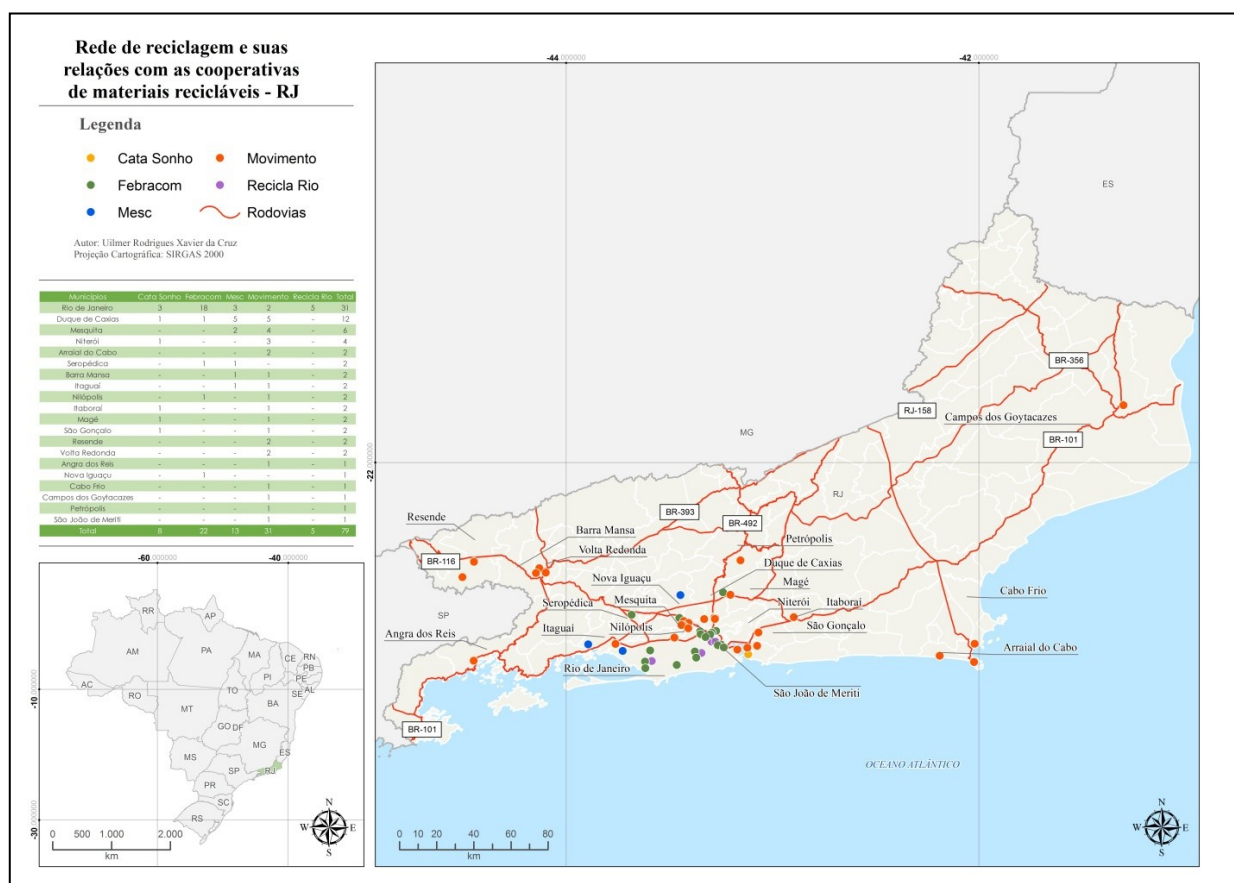 Rede de reciclagem e suas
relações com as cooperativas
de materiais recicláveis - RJ
Legenda
Cata Sonho
Movimento
Febracom
Recicla Rio
Mesc
Rodovias
Autor: Uilmer Rodrigues Xavier da Cruz
Projeção Cartográfica: SIRGAS 2000
Municípios Cata Sonho Febracom Mesc Movimento Recicla Rio Total
Rio de Janeiro 3 18 3 2 5 31
Duque de Caxias 1 1 5 5 - 12
Mesquita - - 2 4 - 6
Niterói 1 - - 3 - 4
Arraial do Cabo - - - 2 - 2
Seropédica - 1 1 - - 2
Barra Mansa - - 1 1 - 2
Itaguaí - - 1 1 - 2
Nilópolis - 1 - 1 - 2
Itaboraí 1 - - 1 - 2
Magé 1 - - 1 - 2
São Gonçalo 1 - - 1 - 2
Resende - - - 2 - 2
Volta Redonda - - - 2 - 2
Angra dos Reis - - - 1 - 1
Nova Iguaçu - 1 - - - 1
Cabo Frio - - - 1 - 1
Campos dos Goytacazes - - - 1 - 1
Petrópolis - - - 1 - 1
São João de Meriti - - - 1 - 1
Total 8 22 13 31 5 79
-60.000000
-40.000000
-10.000000
-30.000000
RR
AP
AM
PA
MA
CE
RN
PB
PE
AL
SE
PI
AC
RO
TO
BA
MT
GO
DF
MG
ES
MS
SP
RJ
PR
SC
RS
0 500 1.000 2.000
km
N
W
E
S
-44.000000
-42.000000
-22.000000
ES
MG
RJ
SP
BR-356
RJ-158
Campos dos Goytacazes
BR-101
BR-393
BR-492
Resende
Barra Mansa
Volta Redonda
Petrópolis
BR-116
Nova Iguaçu
Duque de Caxias
Magé
Cabo Frio
Seropédica
Mesquita
Niterói
Itaboraí
Angra dos Reis
Itaguaí
Nilópolis
São Gonçalo
Arraial do Cabo
Rio de Janeiro
São João de Meriti
BR-101
OCEANO ATLÂNTICO
0 10 20 40 60 80
km
N
W
E
S